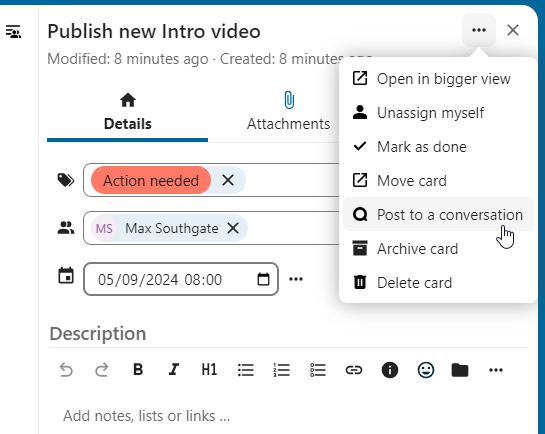 Publish new Intro video
Modified: 8 minutes ago · Created: 8 minutes ago
Open in bigger view
Unassign myself
Mark as done
Move card
Post to a conversation
Archive card
Delete card
Details
Attachments
Action needed
MS Max Southgate
05/09/2024 08:00
Description
B I H1
Add notes, lists or links ...